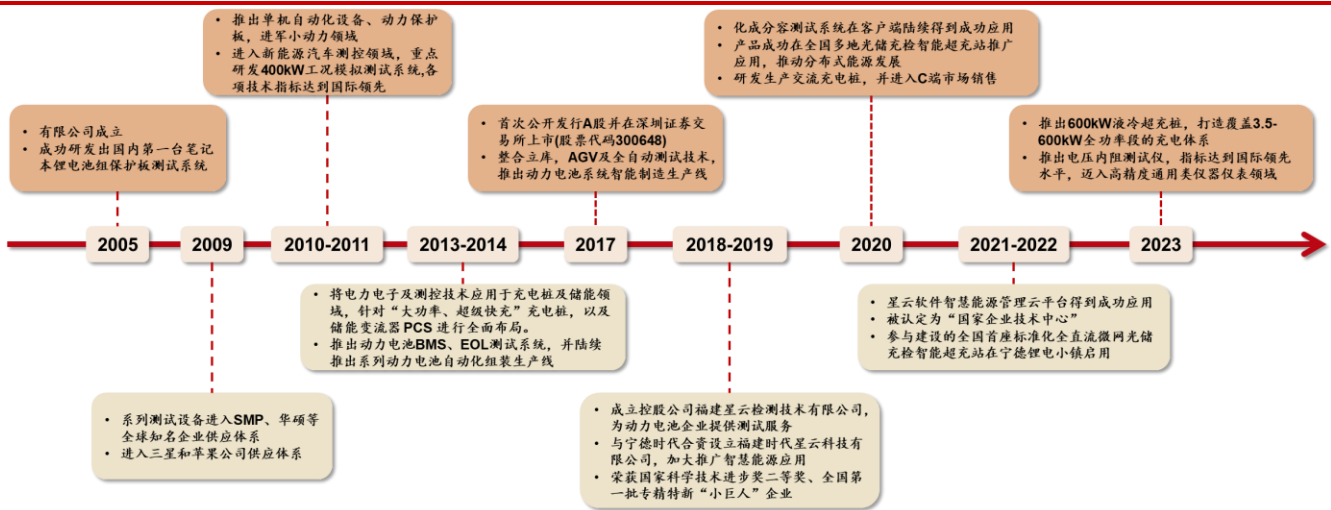 • 推出单机自动化设备、动力保护
板，进军小动力领域
• 进入新能源汽车测控领域，重点
研发400kW工况模拟测试系统,各
项技术指标达到国际领先
• 化成分容测试系统在客户端陆续得到成功应用
• 产品成功在全国多地光储充检智能超充站推广
应用，推动分布式能源发展
• 研发生产交流充电桩，并进入C端市场销售
• 有限公司成立
• 成功研发出国内第一台笔记
本锂电池组保护板测试系统
• 首次公开发行A股并在深圳证券交
易所上市(股票代码300648)
• 整合立库，AGV及全自动测试技术，
推出动力电池系统智能制造生产线
• 推出600kW液冷超充桩，打造覆盖3.5-
600kW全功率段的充电体系
• 推出电压内阻测试仪，指标达到国际领先
水平，迈入高精度通用类仪器仪表领域
2005
2009
2010-2011
2013-2014
2017
2018-2019
2020
2021-2022
2023
• 将电力电子及测控技术应用于充电桩及储能领
域，针对“大功率、超级快充”充电桩，以及
储能变流器 PCS 进行全面布局。
• 推出动力电池BMS、EOL测试系统，并陆续
推出系列动力电池自动化组装生产线
• 星云软件智慧能源管理云平台得到成功应用
• 被认定为“国家企业技术中心”
• 参与建设的全国首座标准化全直流微网光储
充检智能超充站在宁德锂电小镇启用
• 系列测试设备进入SMP、华硕等
全球知名企业供应体系
• 进入三星和苹果公司供应体系
• 成立控股公司福建星云检测技术有限公司，
为动力电池企业提供测试服务
• 与宁德时代合资设立福建时代星云科技有
限公司，加大推广智慧能源应用
• 荣获国家科学技术进步奖二等奖、全国第
一批专精特新“小巨人”企业